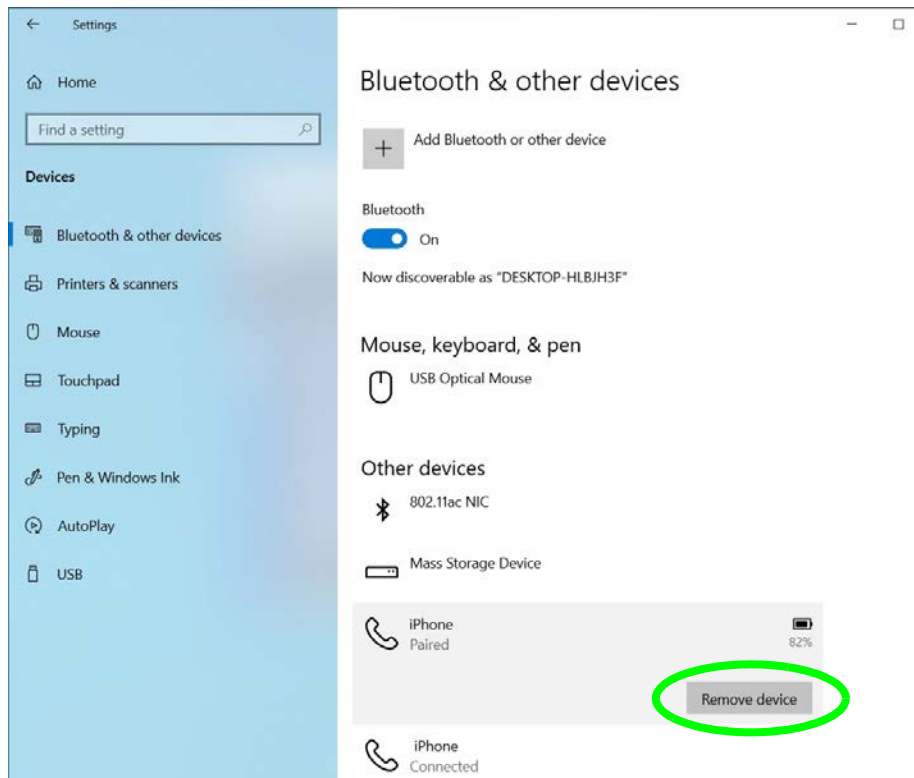 Settings
Home
Find a setting
Devices
Bluetooth & other devices
Printers & scanners
Mouse
Touchpad
Typing
Pen & Windows Ink
AutoPlay
USB
Bluetooth & other devices
Add Bluetooth or other device
Bluetooth
On
Now discoverable as "DESKTOP-HLBJH3F"
Mouse, keyboard, & pen
USB Optical Mouse
Other devices
802.11ac NIC
Mass Storage Device
iPhone
Paired
82%
Remove device
iPhone
Connected